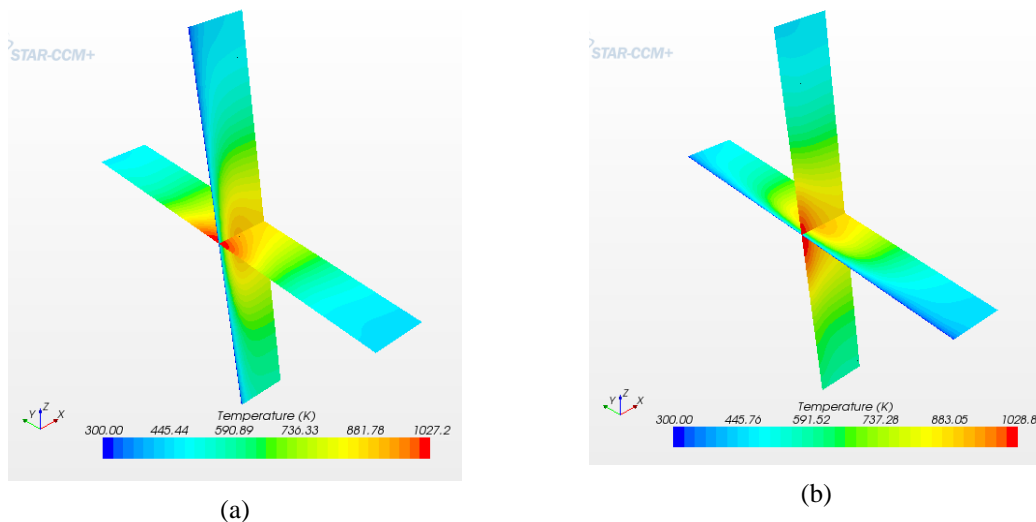 STAR-CCM+
Z
Y
X
Temperature (K)
300.00 445.44 590.89 736.33 881.78 1027.2
(a)
STAR-CCM+
Z
Y
X
Temperature (K)
300.00 445.76 591.52 737.28 883.05 1028.8
(b)